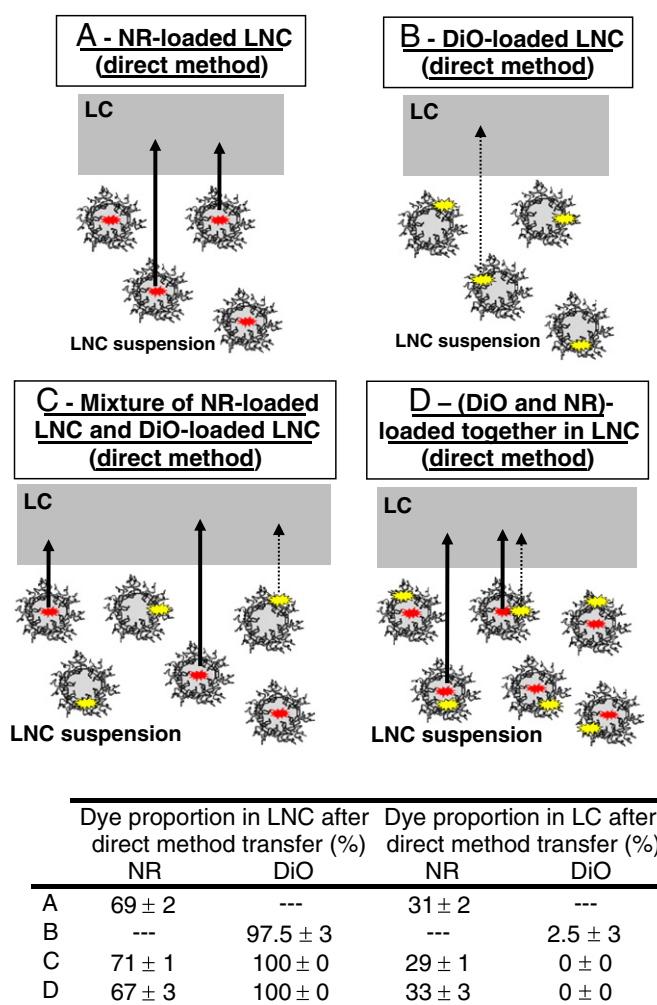 A - NR-loaded LNC
(direct method)
B - DiO-loaded LNC
(direct method)
LC
LNC suspension
LC
LNC suspension
C - Mixture of NR-loaded
LNC and DiO-loaded LNC
(direct method)
D – (DiO and NR)-
loaded together in LNC
(direct method)
LC
LNC suspension
LC
LNC suspension
Dye proportion in LNC after Dye proportion in LC after
direct method transfer (%) direct method transfer (%)
NR DiO NR DiO
A 69 ± 2 --- 31 ± 2 ---
B --- 97.5 ± 3 --- 2.5 ± 3
C 71 ± 1 100 ± 0 29 ± 1 0 ± 0
D 67 ± 3 100 ± 0 33 ± 3 0 ± 0